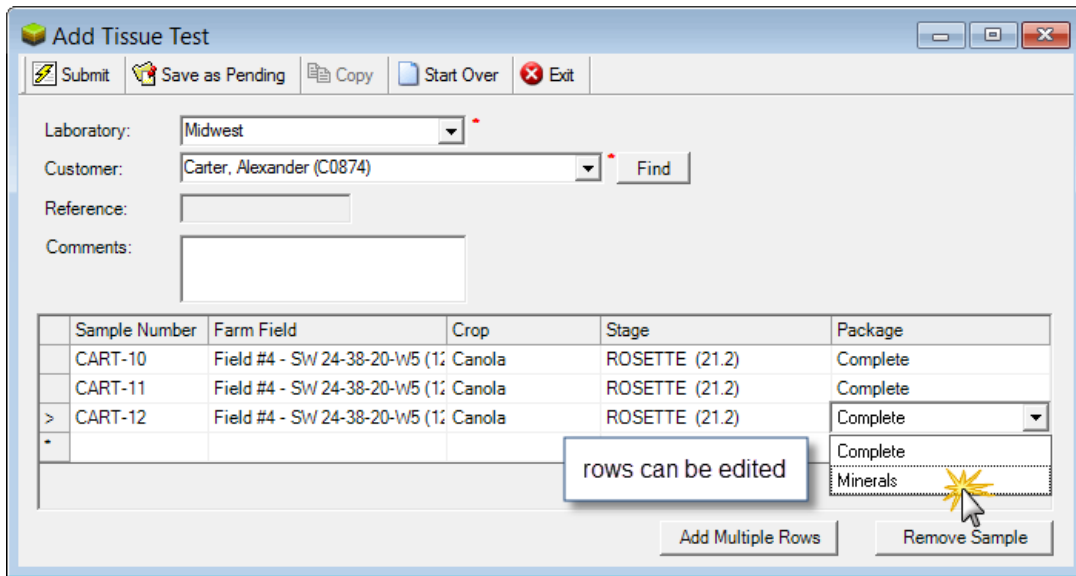 Add Tissue Test
Submit Save as Pending Copy Start Over Exit
Laboratory: Midwest *
Customer: Carter, Alexander (C0874) * Find
Reference:
Comments:
Sample Number Farm Field Crop Stage Package
CART-10 Field #4 - SW 24-38-20-W5 (12 Canola ROSETTE (21.2) Complete
CART-11 Field #4 - SW 24-38-20-W5 (12 Canola ROSETTE (21.2) Complete
> CART-12 Field #4 - SW 24-38-20-W5 (12 Canola ROSETTE (21.2) Complete
*
Complete
rows can be edited
Minerals
Add Multiple Rows Remove Sample